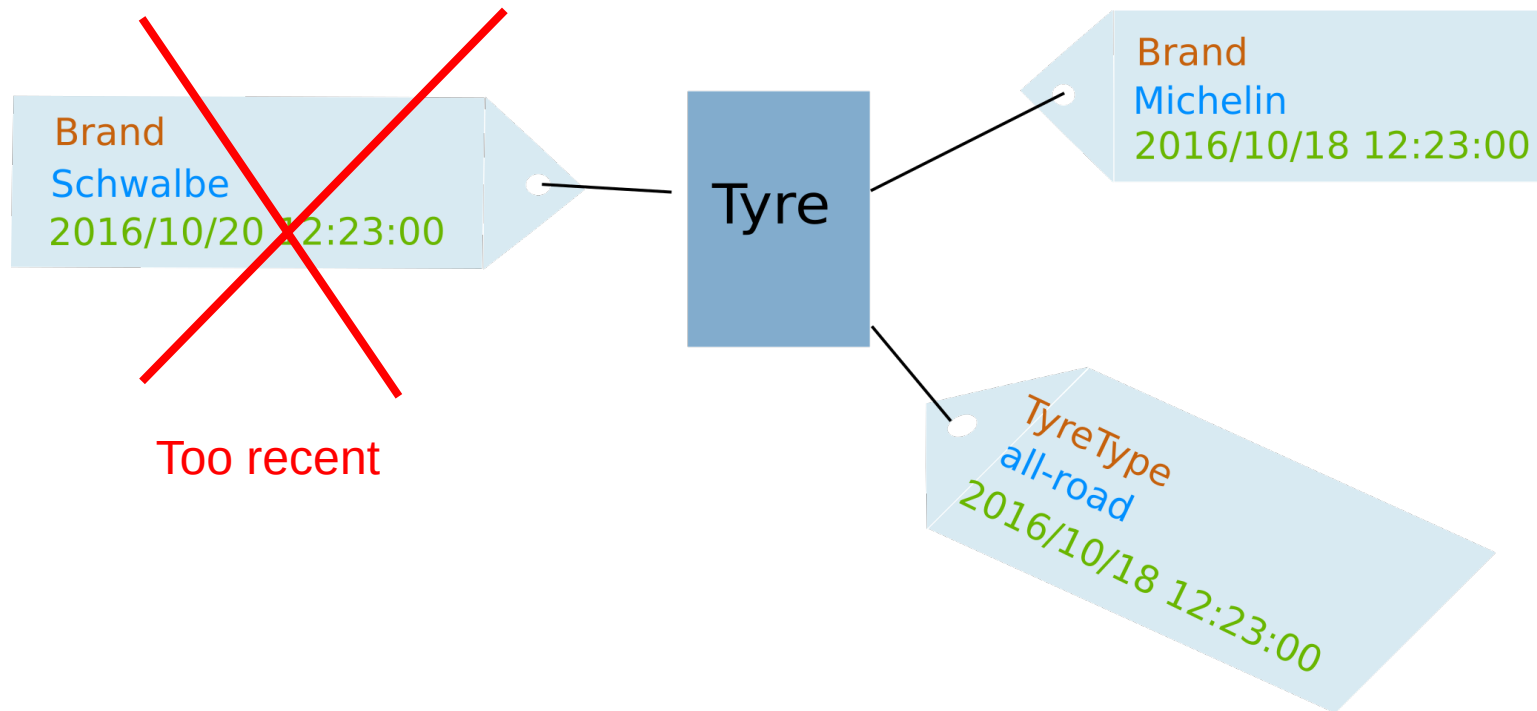 Brand
Schwalbe
2016/10/20 12:23:00
Too recent
Tyre
Brand
Michelin
2016/10/18 12:23:00
TyreType
all-road
2016/10/18 12:23:00